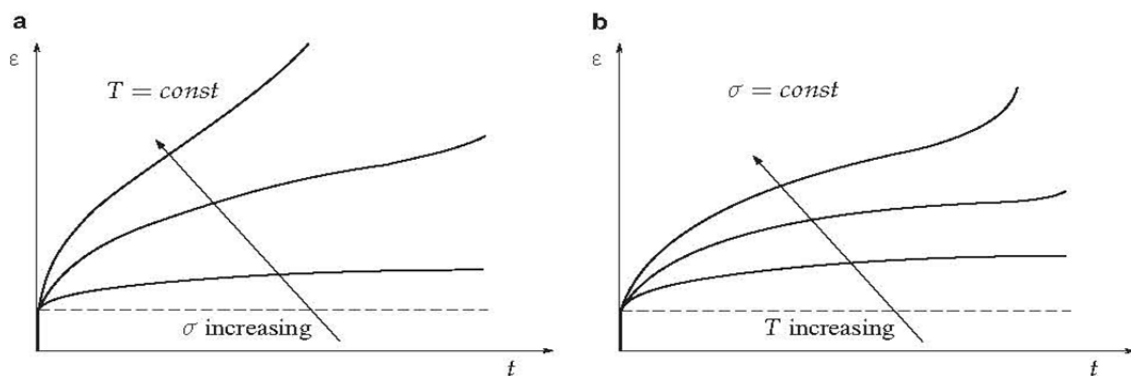 a
ε
T = const
σ increasing
t
b
ε
σ = const
T increasing
t